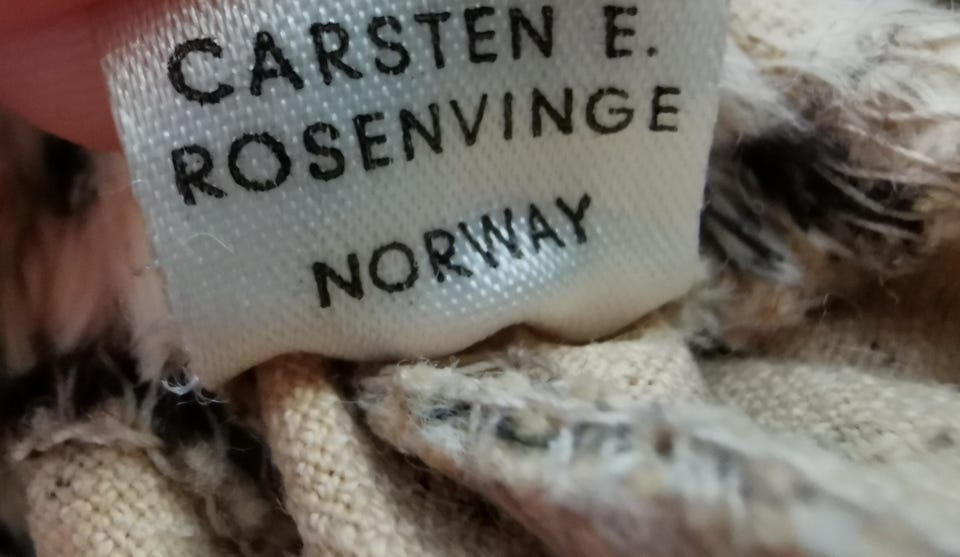 CARSTEN E.
ROSENVINGE
NORWAY